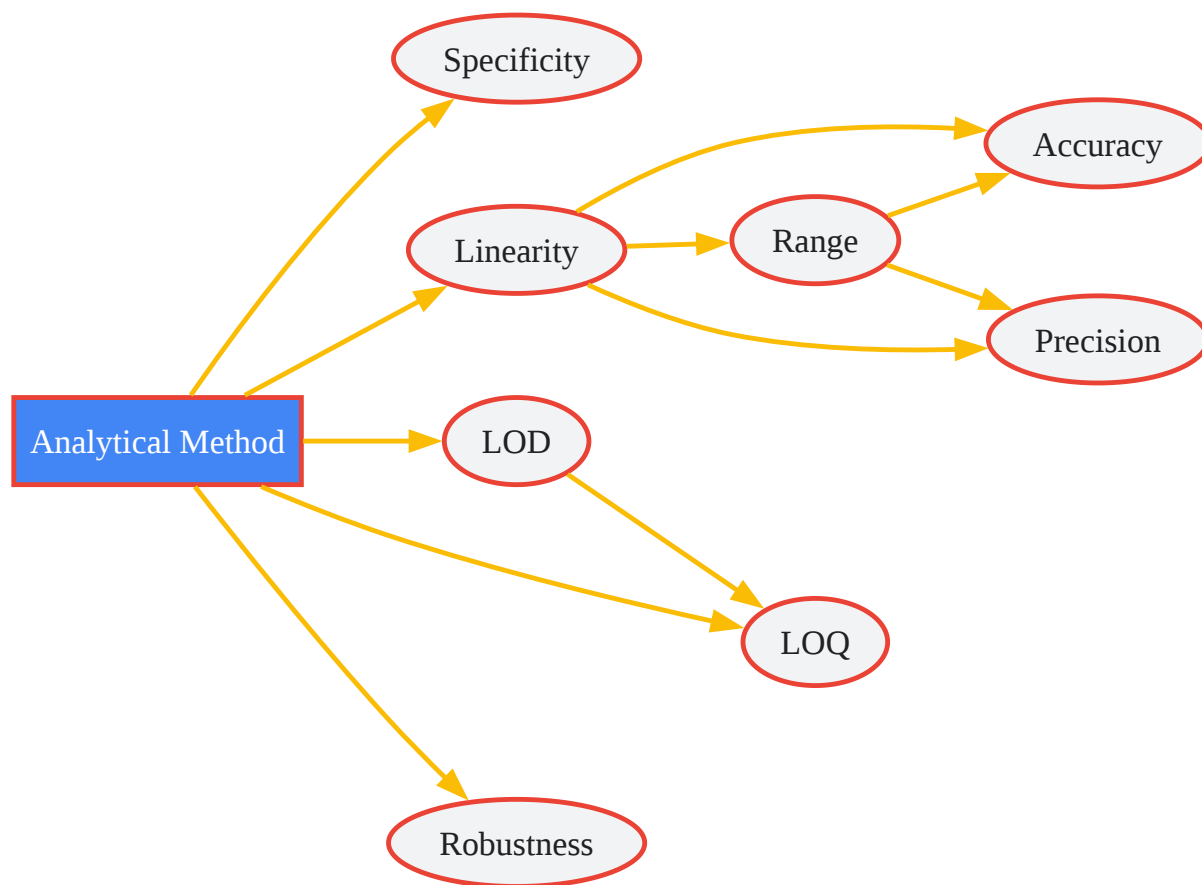 Specificity
Accuracy
Linearity
Range
Precision
Analytical Method
LOD
LOQ
Robustness